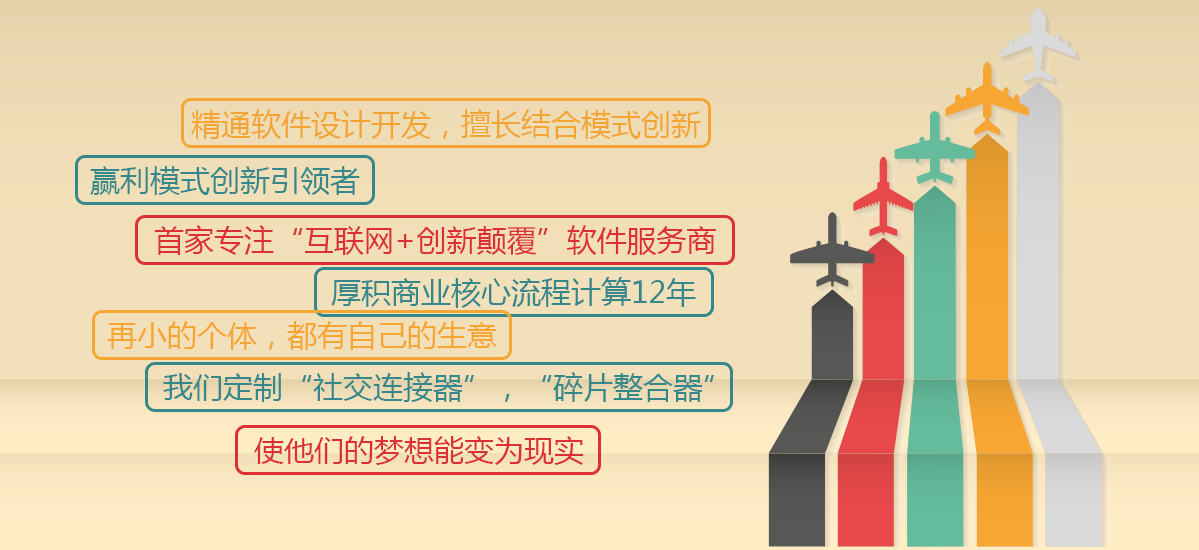 精通软件设计开发，擅长结合模式创新
赢利模式创新引领者
首家专注“互联网+创新颠覆”软件服务商
厚积商业核心流程计算12年
再小的个体，都有自己的生意
我们定制“社交连接器”，“碎片整合器”
使他们的梦想能变为现实